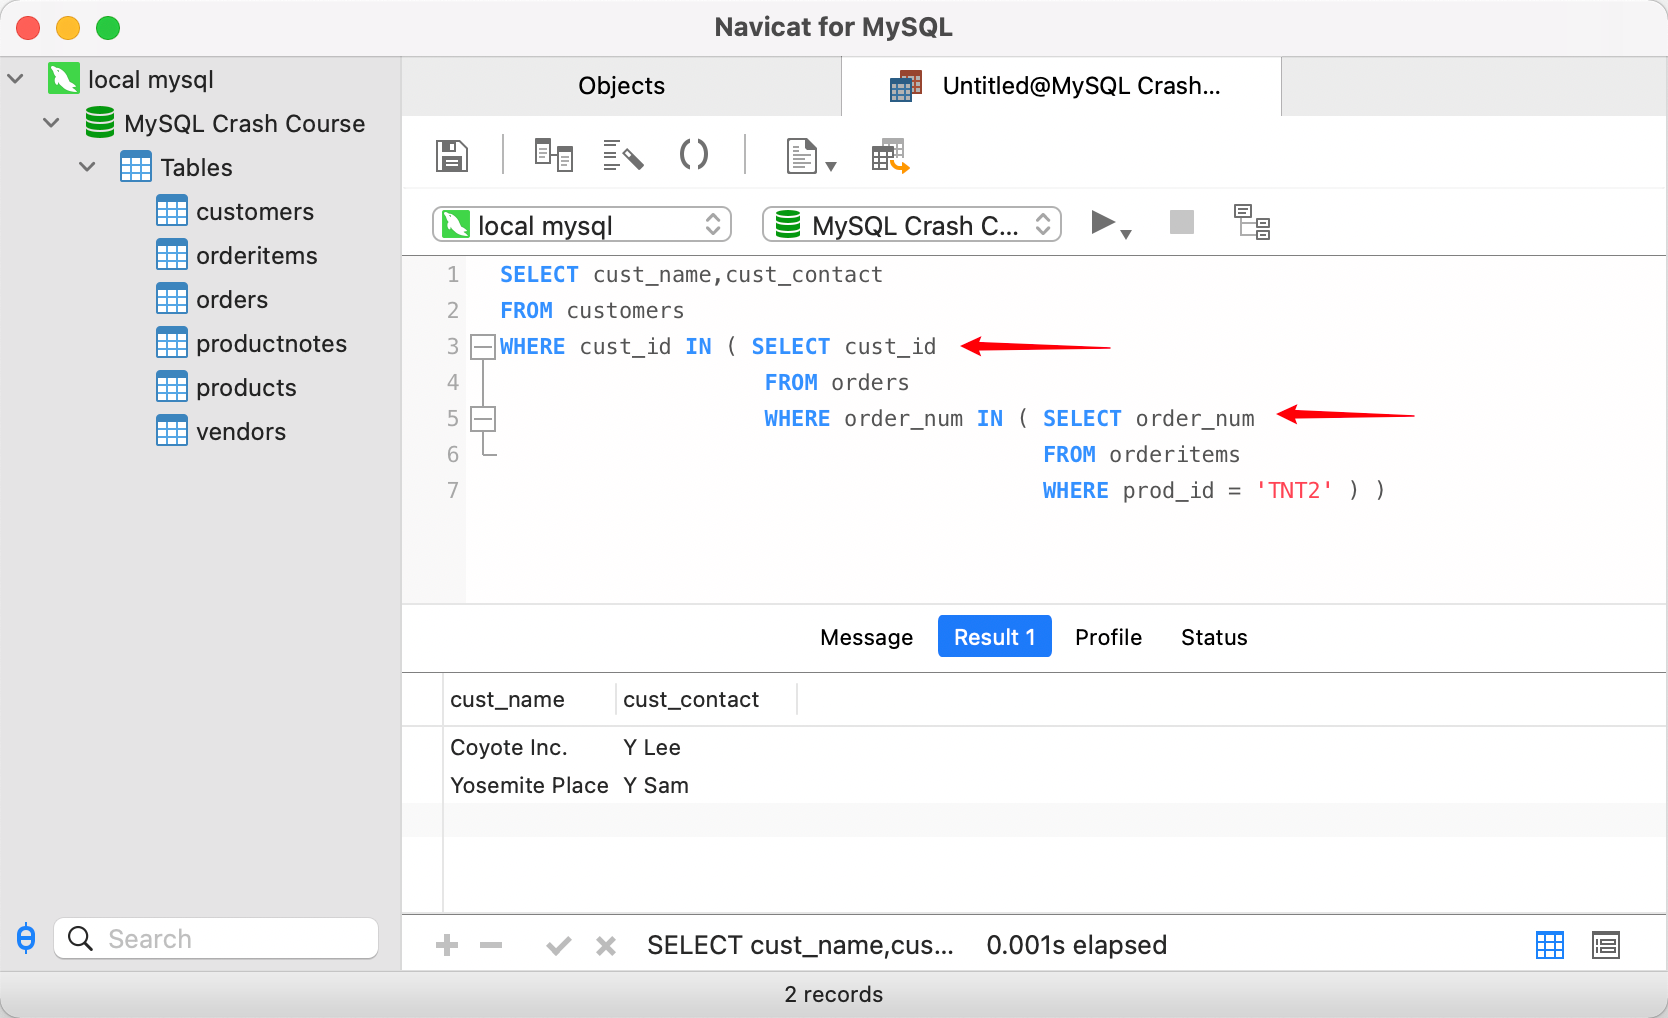 Navicat for MySQL
local mysql
MySQL Crash Course
Tables
customers
orderitems
orders
productnotes
products
vendors
Search
Objects
Untitled@MySQL Crash...
local mysql
MySQL Crash C...
1 SELECT cust_name,cust_contact
2 FROM customers
3 WHERE cust_id IN ( SELECT cust_id
4 FROM orders
5 WHERE order_num IN ( SELECT order_num
6 FROM orderitems
7 WHERE prod_id = 'TNT2' ) )
Message Result 1 Profile Status
cust_name cust_contact
Coyote Inc. Y Lee
Yosemite Place Y Sam
SELECT cust_name,cus... 0.001s elapsed
2 records